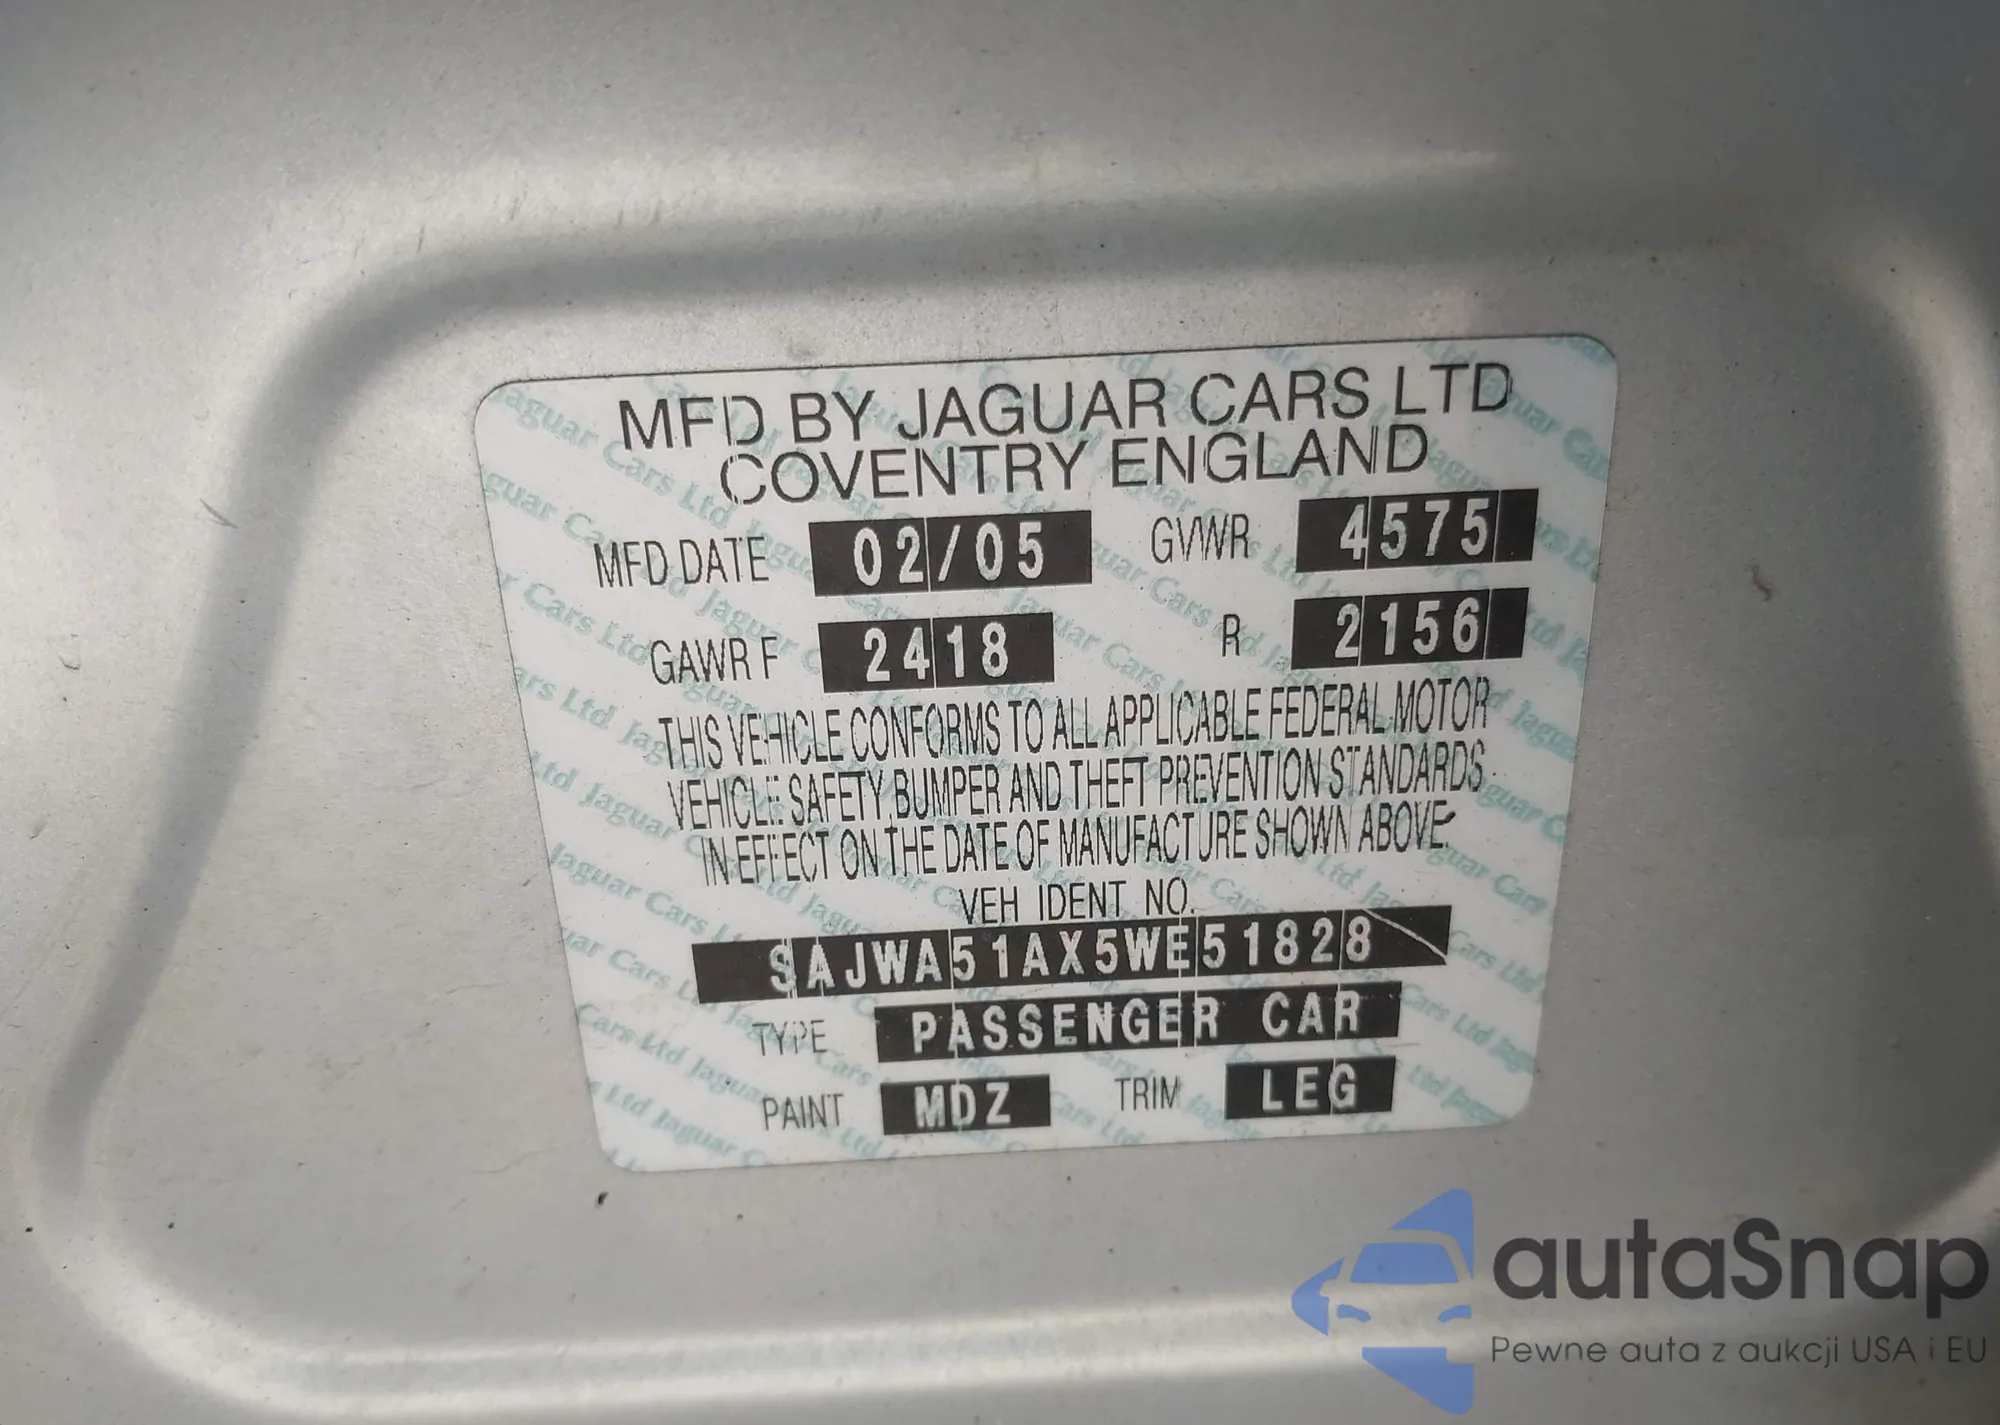 MFD BY JAGUAR CARS LTD
COVENTRY ENGLAND
MFD DATE 02/05 GVWR 4575
GAWR F 2418 R 2156
THIS VEHICLE CONFORMS TO ALL APPLICABLE FEDERAL MOTOR
VEHICLE SAFETY, BUMPER AND THEFT PREVENTION STANDARDS
IN EFFECT ON THE DATE OF MANUFACTURE SHOWN ABOVE.
VEH IDENT NO.
SAJWA51AX5WE51828
TYPE PASSENGER CAR
PAINT MDZ TRIM LEG
autaSnap
Pewne auta z aukcji USA i EU